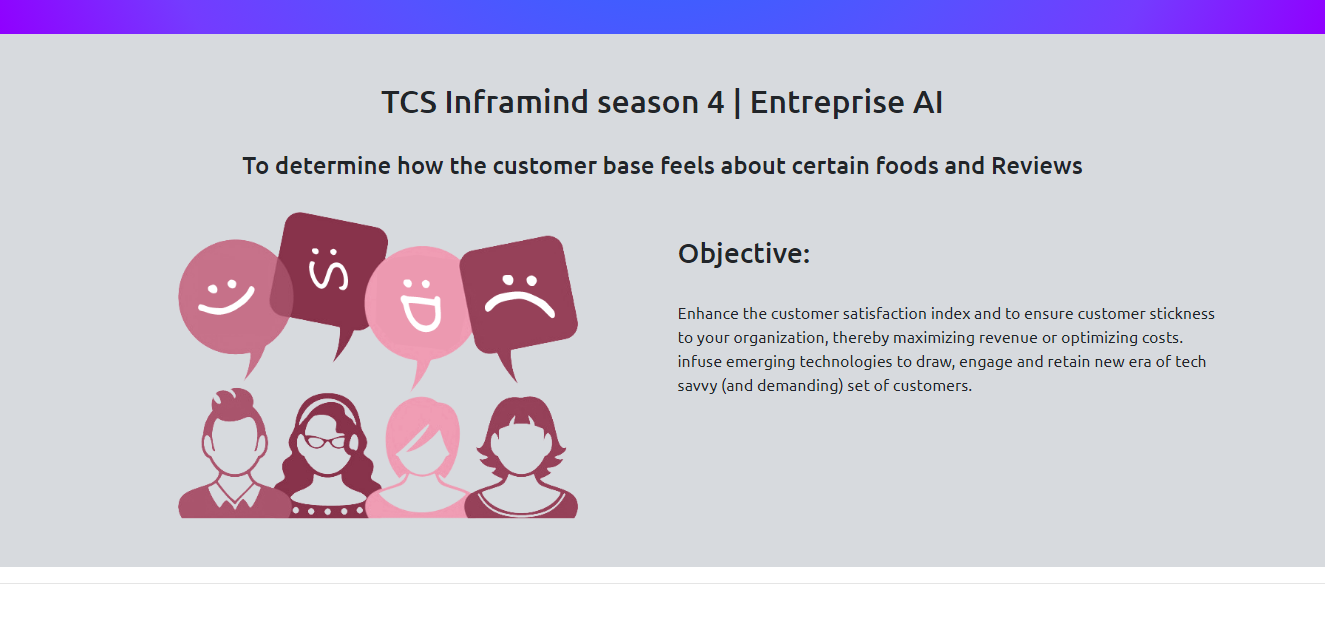 TCS Inframind season 4 | Entreprise AI
To determine how the customer base feels about certain foods and Reviews
Objective:
Enhance the customer satisfaction index and to ensure customer stickness
to your organization, thereby maximizing revenue or optimizing costs.
infuse emerging technologies to draw, engage and retain new era of tech
savvy (and demanding) set of customers.